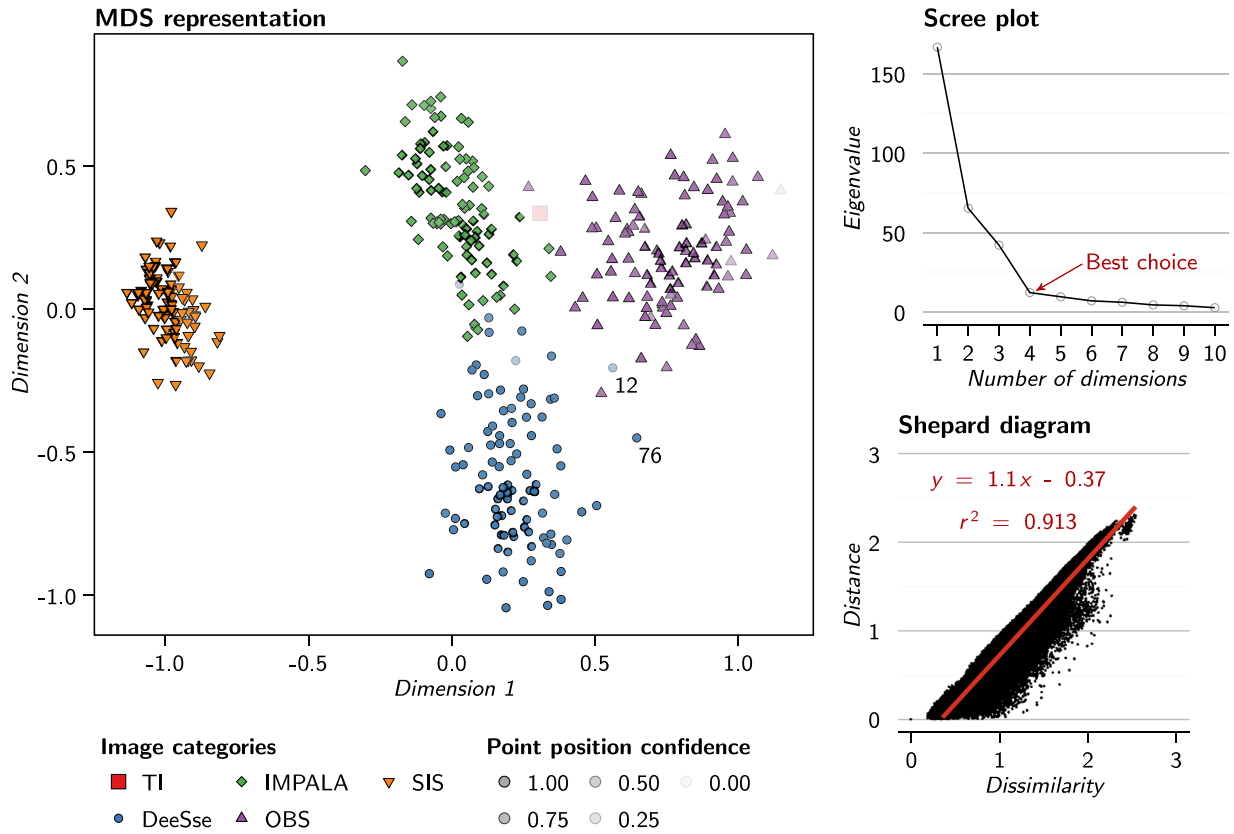 MDS representation
Dimension 2
0.5
0.0
-0.5
-1.0
12
76
-1.0
-0.5
0.0
0.5
1.0
Dimension 1
Image categories
TI
IMPALA
SIS
DeeSse
OBS
Point position confidence
1.00
0.50
0.00
0.75
0.25
Scree plot
Eigenvalue
150
100
50
0
Best choice
1 2 3 4 5 6 7 8 9 10
Number of dimensions
Shepard diagram
Distance
3
2
1
0
y = 1.1x - 0.37
r² = 0.913
0 1 2 3
Dissimilarity